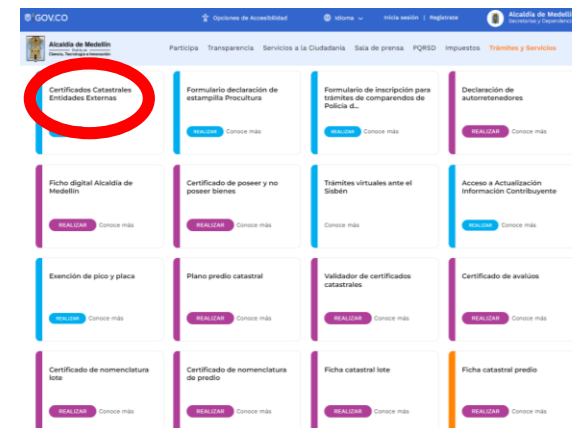 GOV.CO
Opciones de Accesibilidad
Idioma
Inicia sesión | Regístrate
Alcaldía de Medellín
Secretarías y Dependencias
Alcaldía de Medellín
Ciencia, Tecnología e Innovación
Participa Transparencia Servicios a la Ciudadanía Sala de prensa PQRSD Impuestos Trámites y Servicios
Certificados Catastrales
Entidades Externas
Formulario declaración de
estampilla Procultura
REALIZAR Conoce más
Formulario de inscripción para
trámites de comparendos de
Policía d...
REALIZAR Conoce más
Declaración de
autorretenedores
REALIZAR Conoce más
Ficho digital Alcaldía de
Medellín
REALIZAR Conoce más
Certificado de poseer y no
poseer bienes
REALIZAR Conoce más
Trámites virtuales ante el
Sisbén
Conoce más
Acceso a Actualización
Información Contribuyente
REALIZAR Conoce más
Exención de pico y placa
REALIZAR Conoce más
Plano predio catastral
REALIZAR Conoce más
Validador de certificados
catastrales
REALIZAR Conoce más
Certificado de avalúos
REALIZAR Conoce más
Certificado de nomenclatura
lote
REALIZAR Conoce más
Certificado de nomenclatura
de predio
REALIZAR Conoce más
Ficha catastral lote
REALIZAR Conoce más
Ficha catastral predio
REALIZAR Conoce más